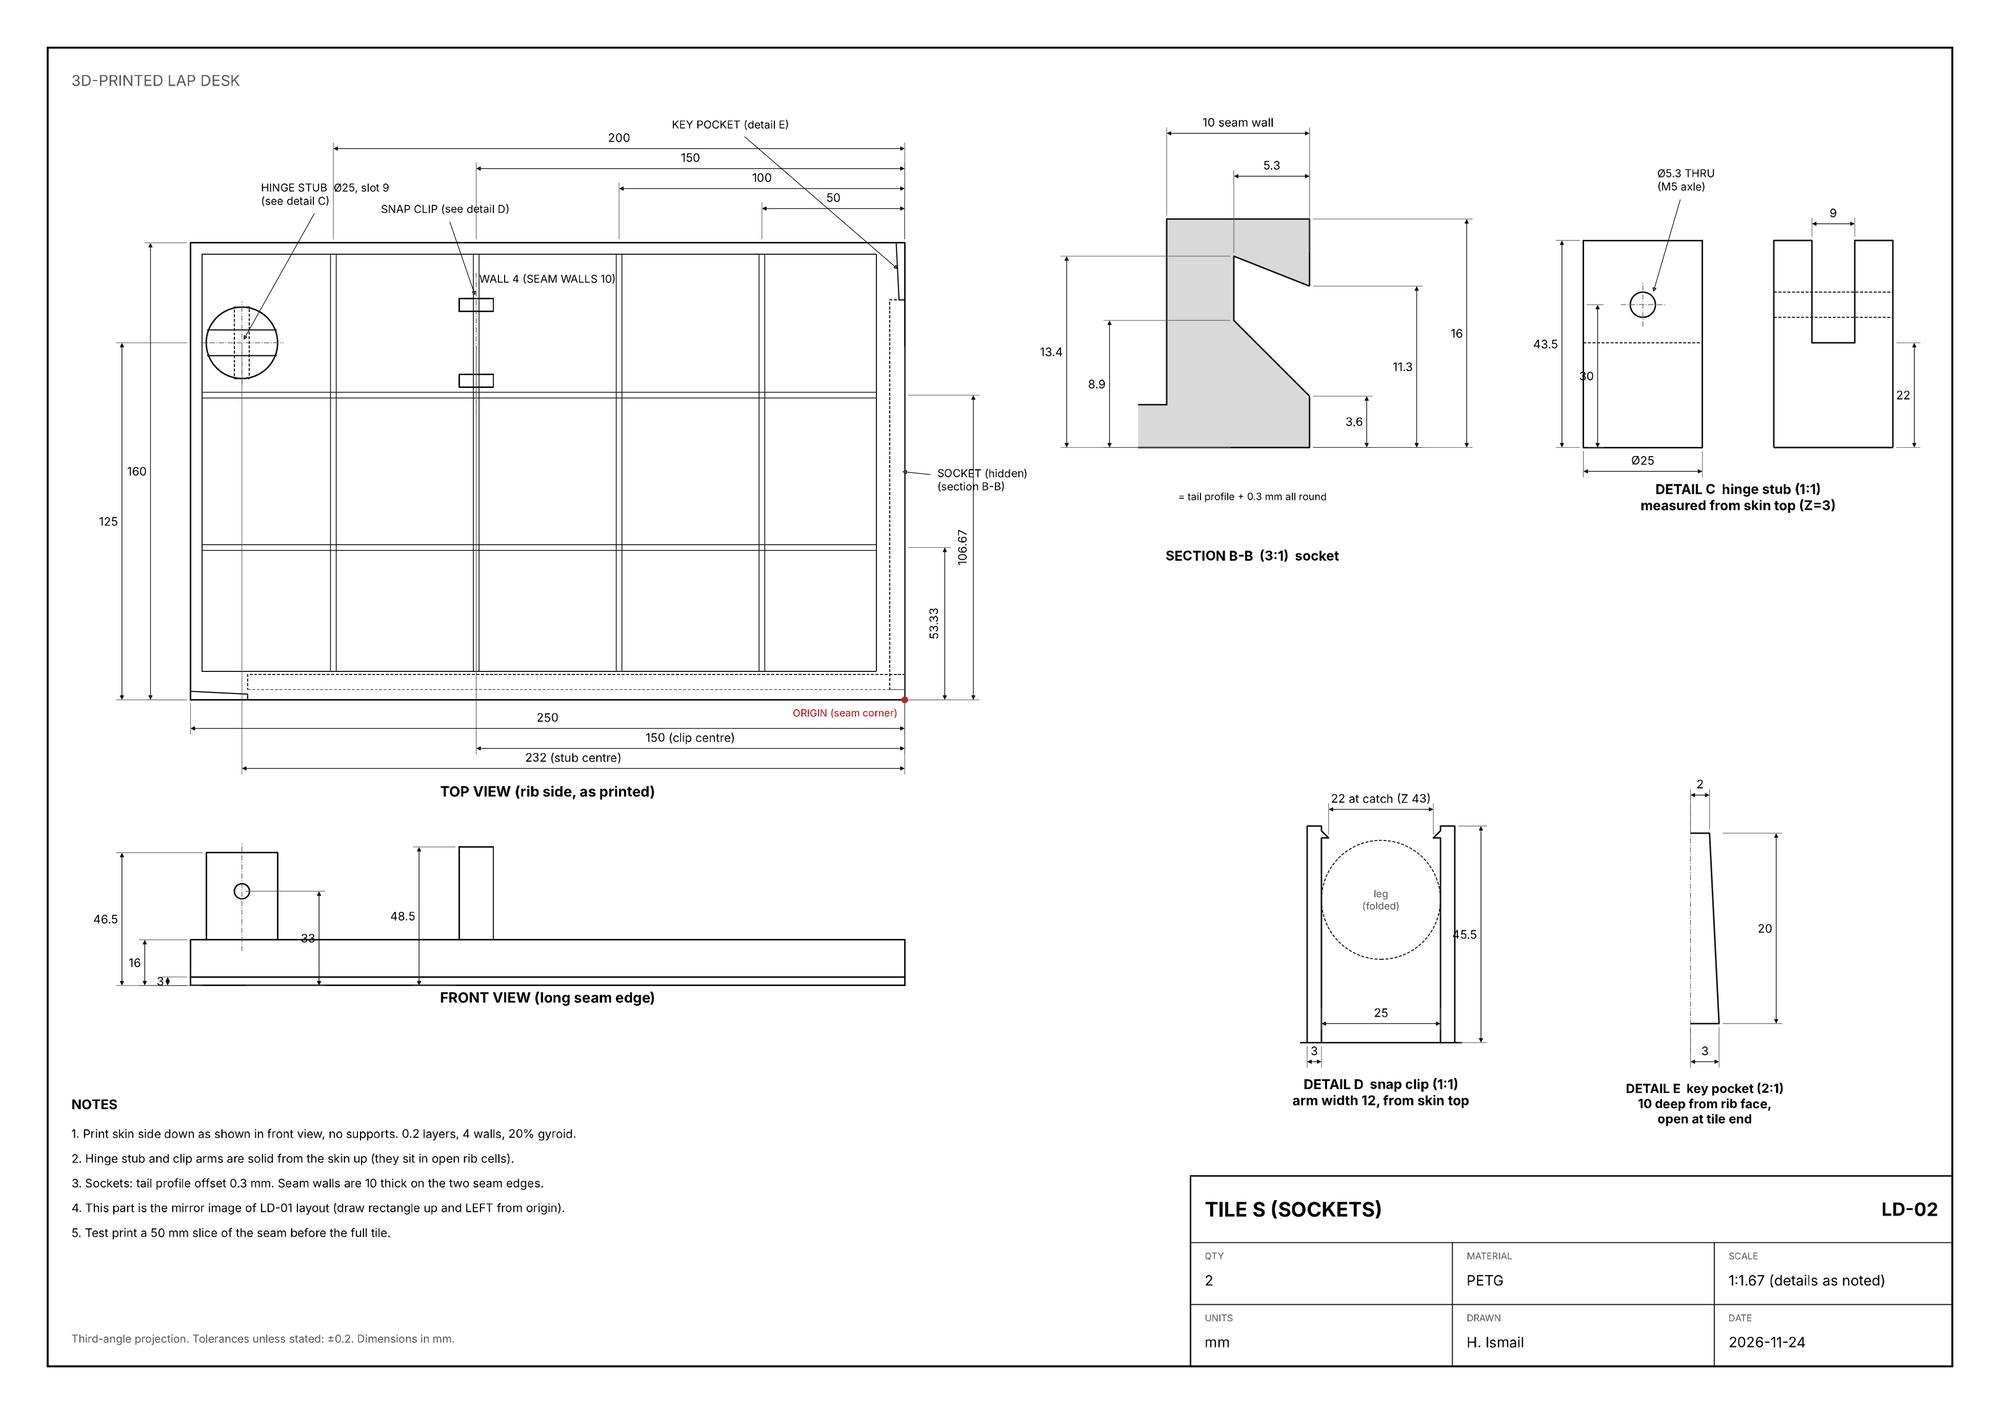 3D-PRINTED LAP DESK
KEY POCKET (detail E)
200
150
100
50
HINGE STUB Ø25, slot 9
(see detail C)
SNAP CLIP (see detail D)
WALL 4 (SEAM WALLS 10)
160
125
SOCKET (hidden)
(section B-B)
106.67
53.33
ORIGIN (seam corner)
250
150 (clip centre)
232 (stub centre)
TOP VIEW (rib side, as printed)
10 seam wall
5.3
13.4
8.9
16
11.3
3.6
= tail profile + 0.3 mm all round
SECTION B-B (3:1) socket
Ø5.3 THRU
(M5 axle)
9
43.5
30
22
Ø25
DETAIL C hinge stub (1:1)
measured from skin top (Z=3)
46.5
16
3
33
48.5
FRONT VIEW (long seam edge)
22 at catch (Z 43)
leg
(folded)
45.5
25
3
DETAIL D snap clip (1:1)
arm width 12, from skin top
2
20
3
DETAIL E key pocket (2:1)
10 deep from rib face,
open at tile end
NOTES
1. Print skin side down as shown in front view, no supports. 0.2 layers, 4 walls, 20% gyroid.
2. Hinge stub and clip arms are solid from the skin up (they sit in open rib cells).
3. Sockets: tail profile offset 0.3 mm. Seam walls are 10 thick on the two seam edges.
4. This part is the mirror image of LD-01 layout (draw rectangle up and LEFT from origin).
5. Test print a 50 mm slice of the seam before the full tile.
Third-angle projection. Tolerances unless stated: ±0.2. Dimensions in mm.
TILE S (SOCKETS)
LD-02
QTY
2
MATERIAL
PETG
SCALE
1:1.67 (details as noted)
UNITS
mm
DRAWN
H. Ismail
DATE
2026-11-24